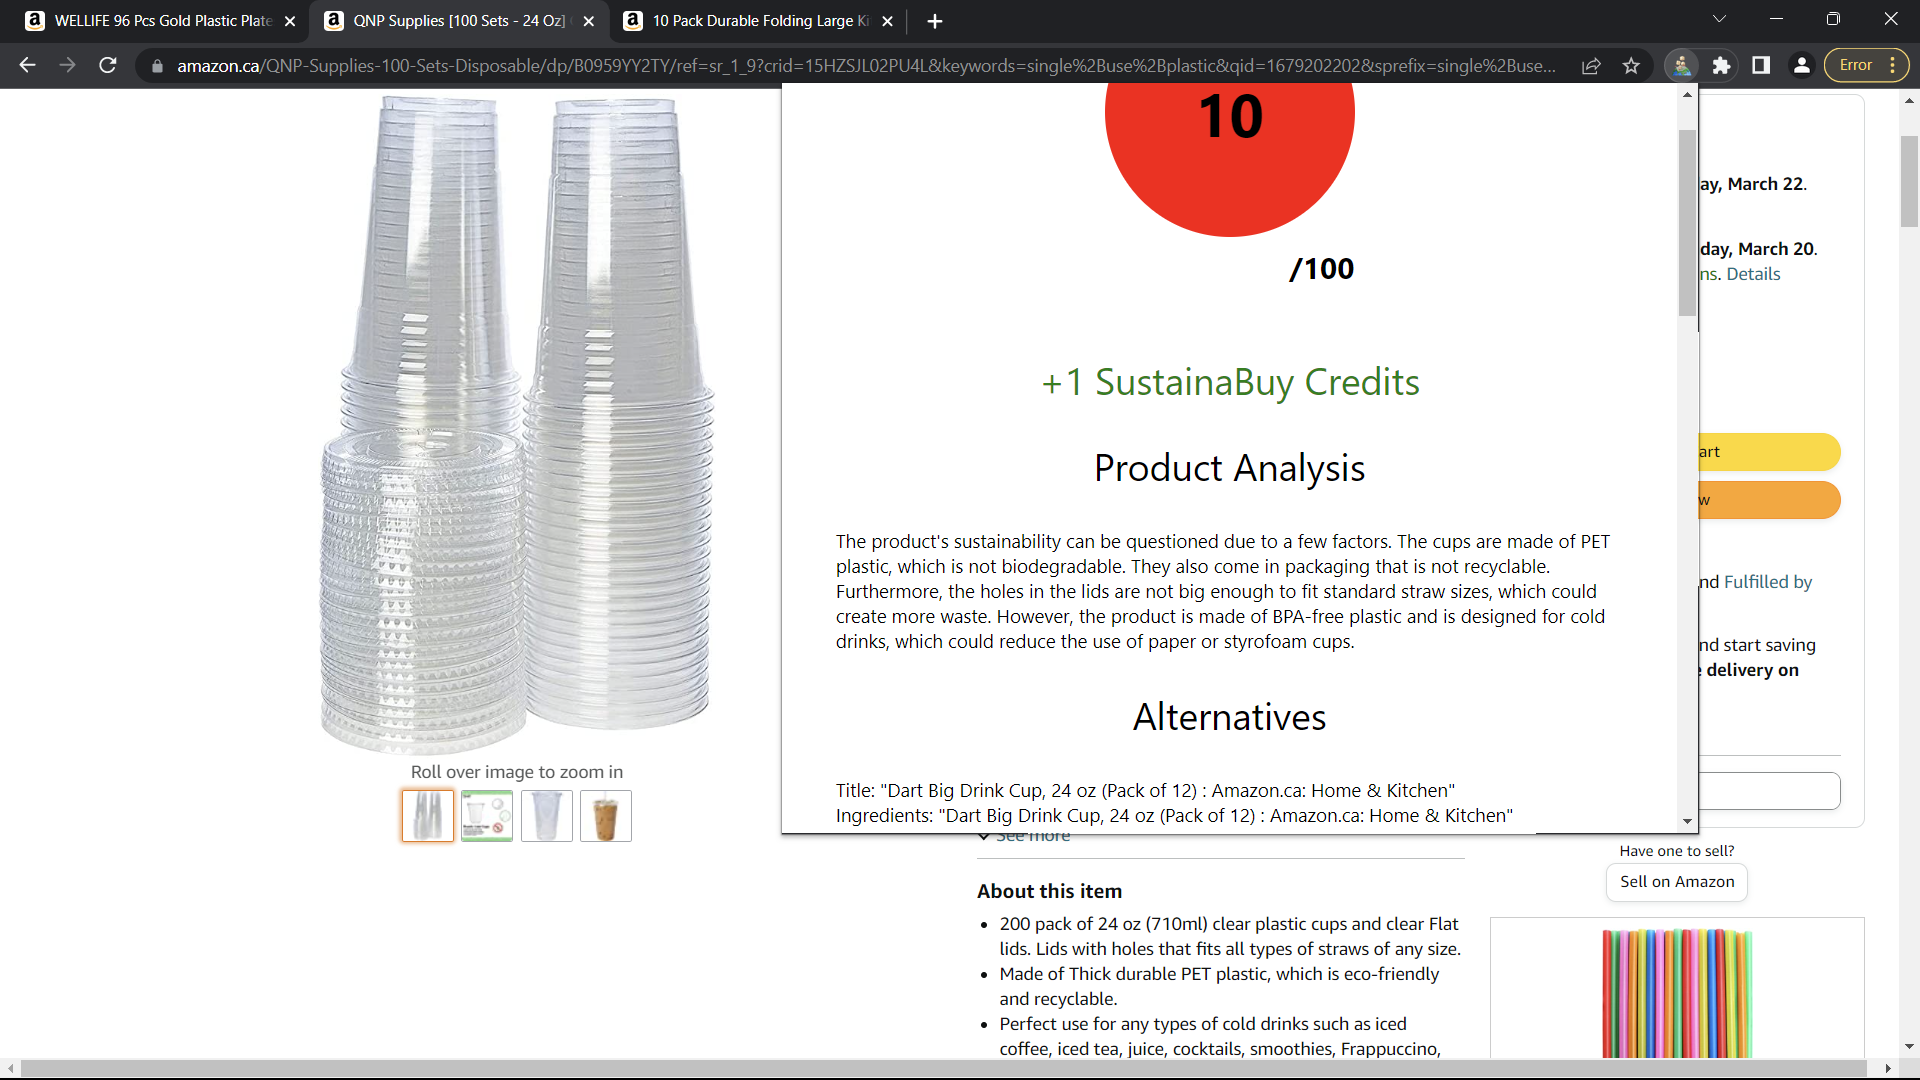 WELLIFE 96 Pcs Gold Plastic Plate
QNP Supplies [100 Sets - 24 Oz]
10 Pack Durable Folding Large Ki
amazon.ca/QNP-Supplies-100-Sets-Disposable/dp/B0959YY2TY/ref=sr_1_9?crid=15HZSJL02PU4L&keywords=single%2Buse%2Bplastic&qid=1679202202&sprefix=single%2Buse...
Error
10
/100
+1 SustainaBuy Credits
Product Analysis
The product's sustainability can be questioned due to a few factors. The cups are made of PET
plastic, which is not biodegradable. They also come in packaging that is not recyclable.
Furthermore, the holes in the lids are not big enough to fit standard straw sizes, which could
create more waste. However, the product is made of BPA-free plastic and is designed for cold
drinks, which could reduce the use of paper or styrofoam cups.
Alternatives
Title: "Dart Big Drink Cup, 24 oz (Pack of 12) : Amazon.ca: Home & Kitchen"
Ingredients: "Dart Big Drink Cup, 24 oz (Pack of 12) : Amazon.ca: Home & Kitchen"
ay, March 22.
day, March 20.
ns. Details
art
w
nd Fulfilled by
nd start saving
e delivery on
Roll over image to zoom in
See more
About this item
• 200 pack of 24 oz (710ml) clear plastic cups and clear Flat
lids. Lids with holes that fits all types of straws of any size.
• Made of Thick durable PET plastic, which is eco-friendly
and recyclable.
• Perfect use for any types of cold drinks such as iced
coffee, iced tea, juice, cocktails, smoothies, Frappuccino,
Have one to sell?
Sell on Amazon